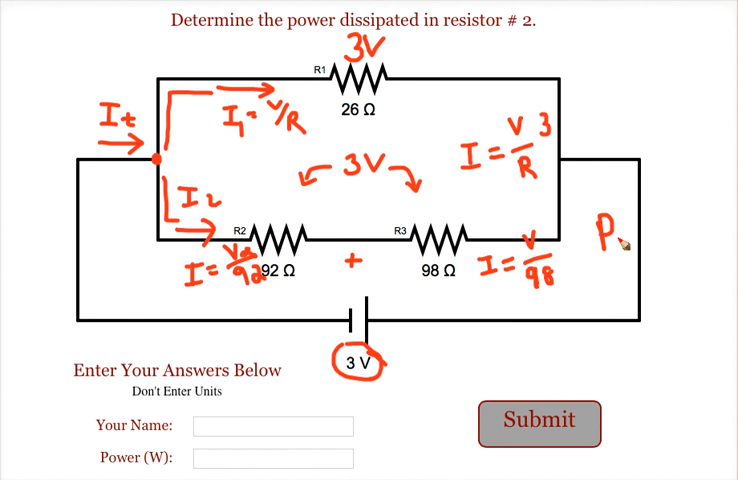 Determine the power dissipated in resistor # 2.
3V
R1
26 Ω
It
I₁ = V/R
V 3
I = V/R
3V
I₂
R2
R3
P
I = V₂/92
92 Ω
+
98 Ω
I = V/98
3 V
Enter Your Answers Below
Don't Enter Units
Your Name:
Submit
Power (W):